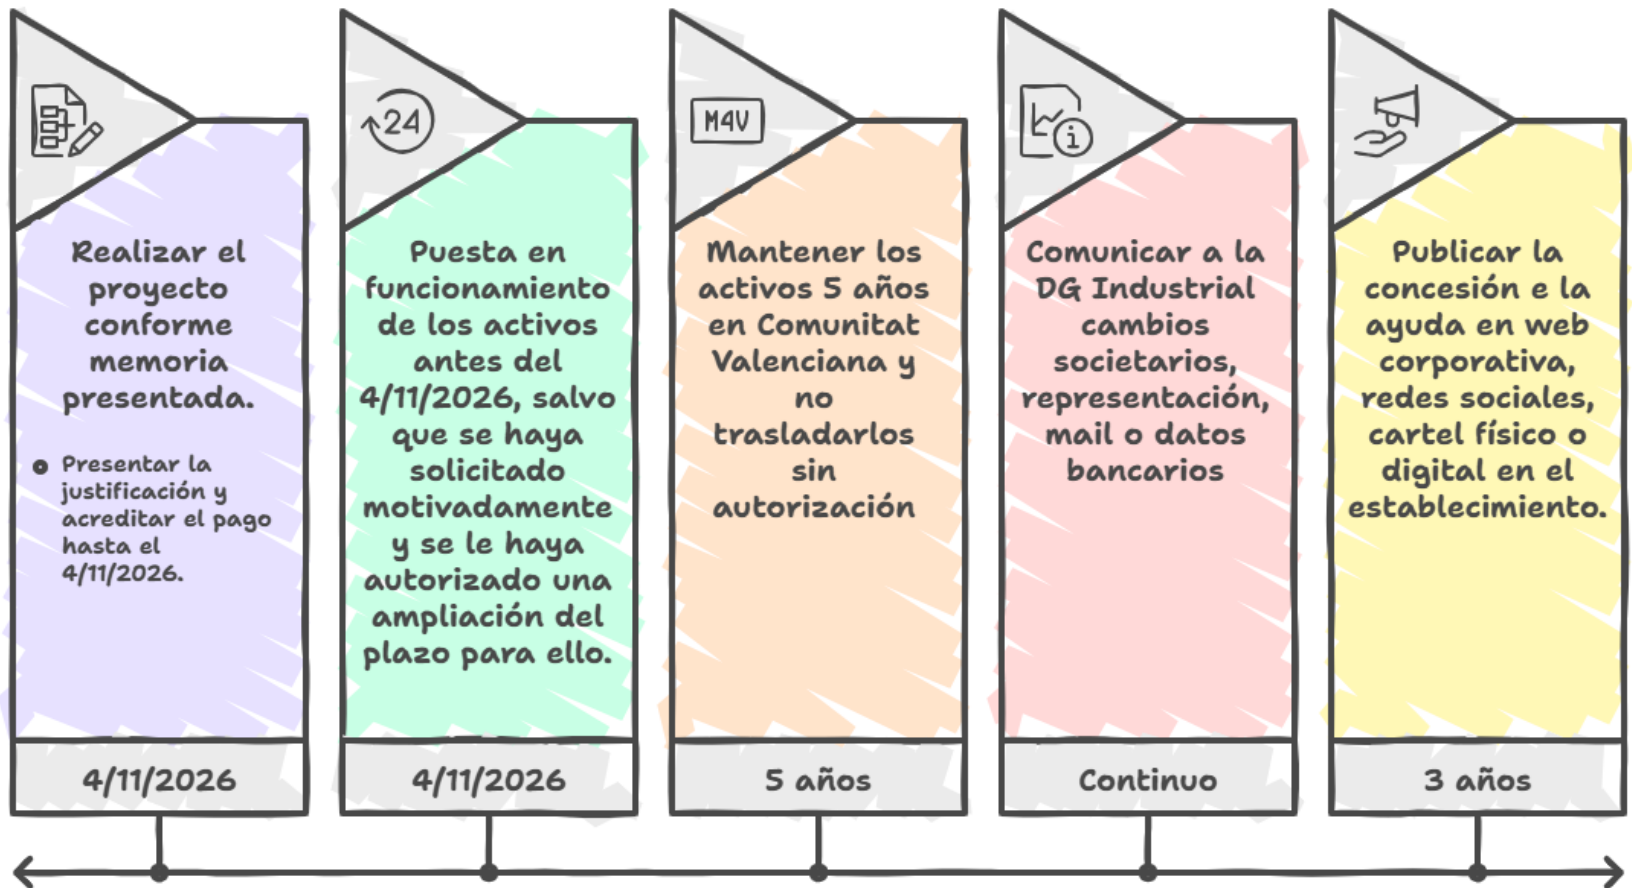 Realizar el
proyecto
conforme
memoria
presentada.
Presentar la
justificación y
acreditar el pago
hasta el
4/11/2026.
4/11/2026
24
Puesta en
funcionamiento
de los activos
antes del
4/11/2026, salvo
que se haya
solicitado
motivadamente
y se le haya
autorizado una
ampliación del
plazo para ello.
4/11/2026
M4V
Mantener los
activos 5 años
en Comunitat
Valenciana y
no
trasladarlos
sin
autorización
5 años
i
Comunicar a la
DG Industrial
cambios
societarios,
representación,
mail o datos
bancarios
Continuo
Publicar la
concesión e la
ayuda en web
corporativa,
redes sociales,
cartel físico o
digital en el
establecimiento.
3 años